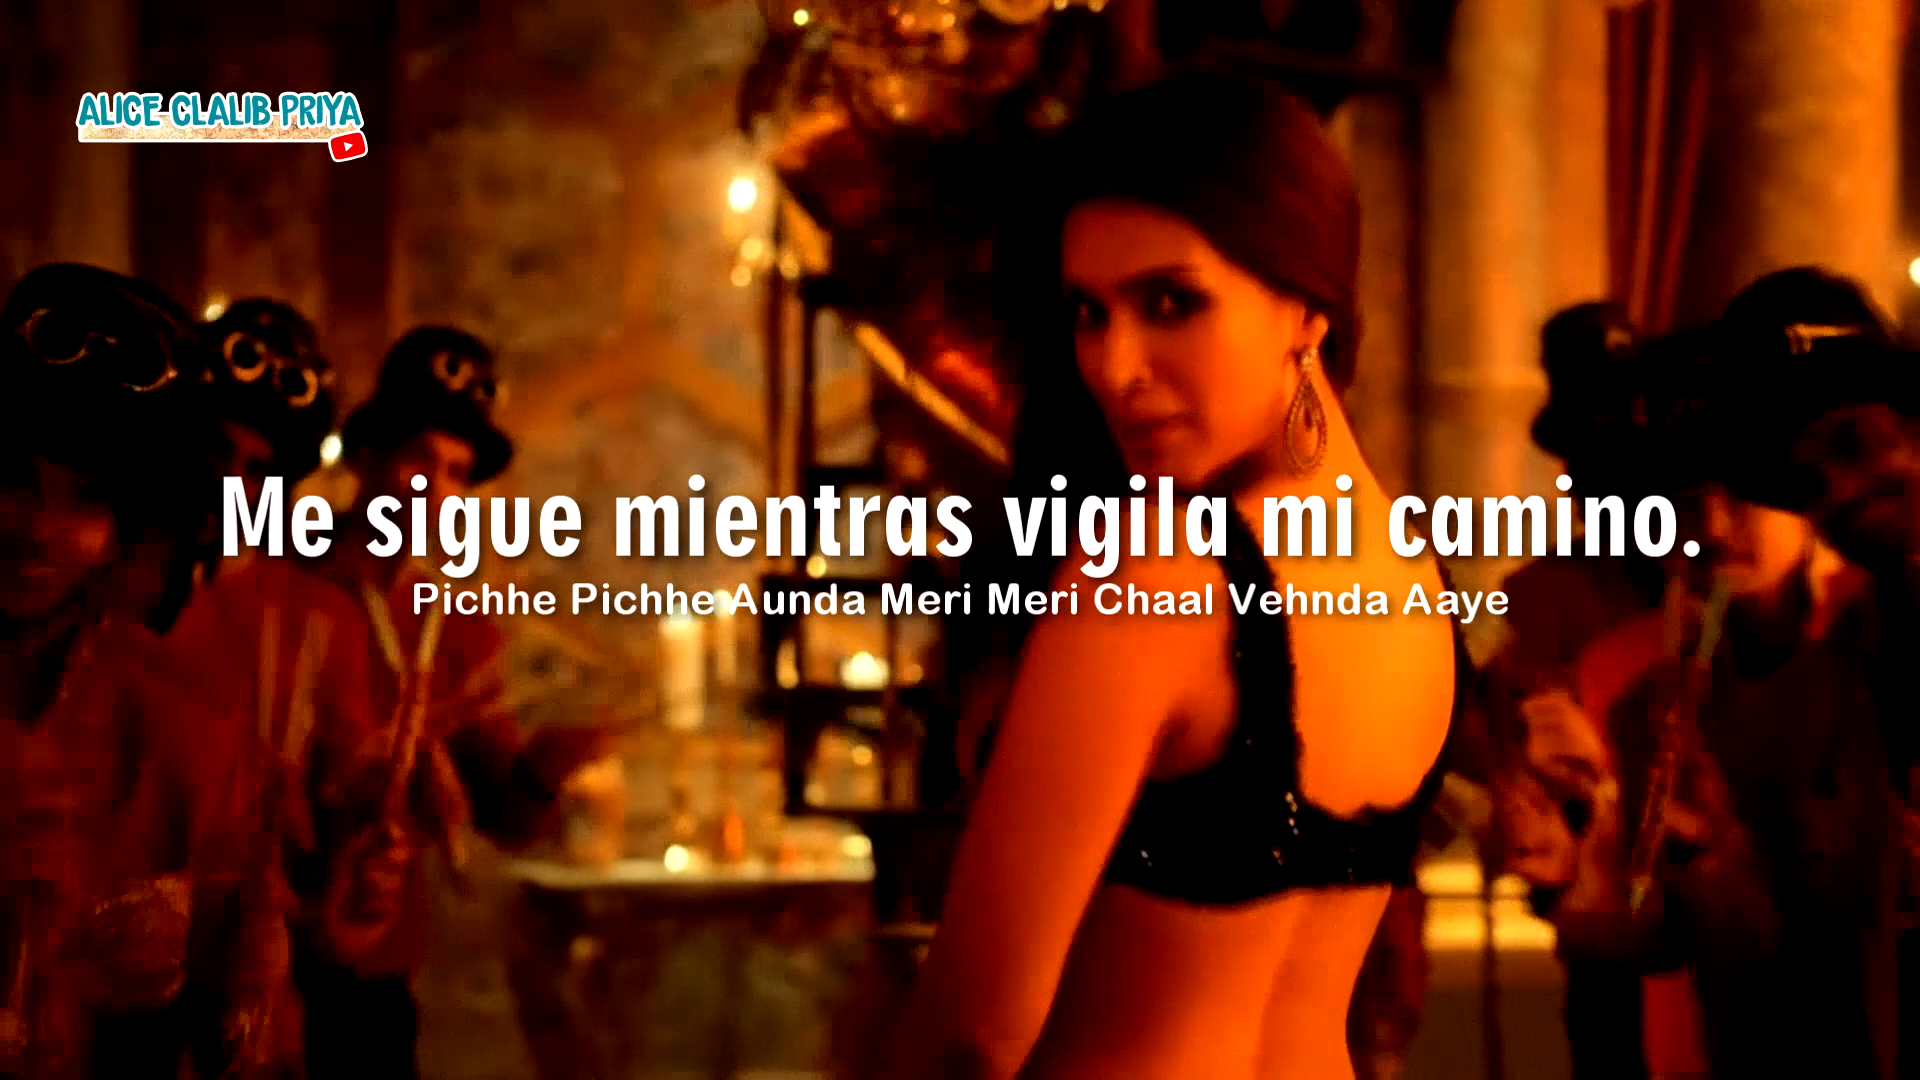 ALICE CLALIB PRIYA
Me sigue mientras vigila mi camino.
Pichhe Pichhe Aunda Meri Meri Chaal Vehnda Aaye